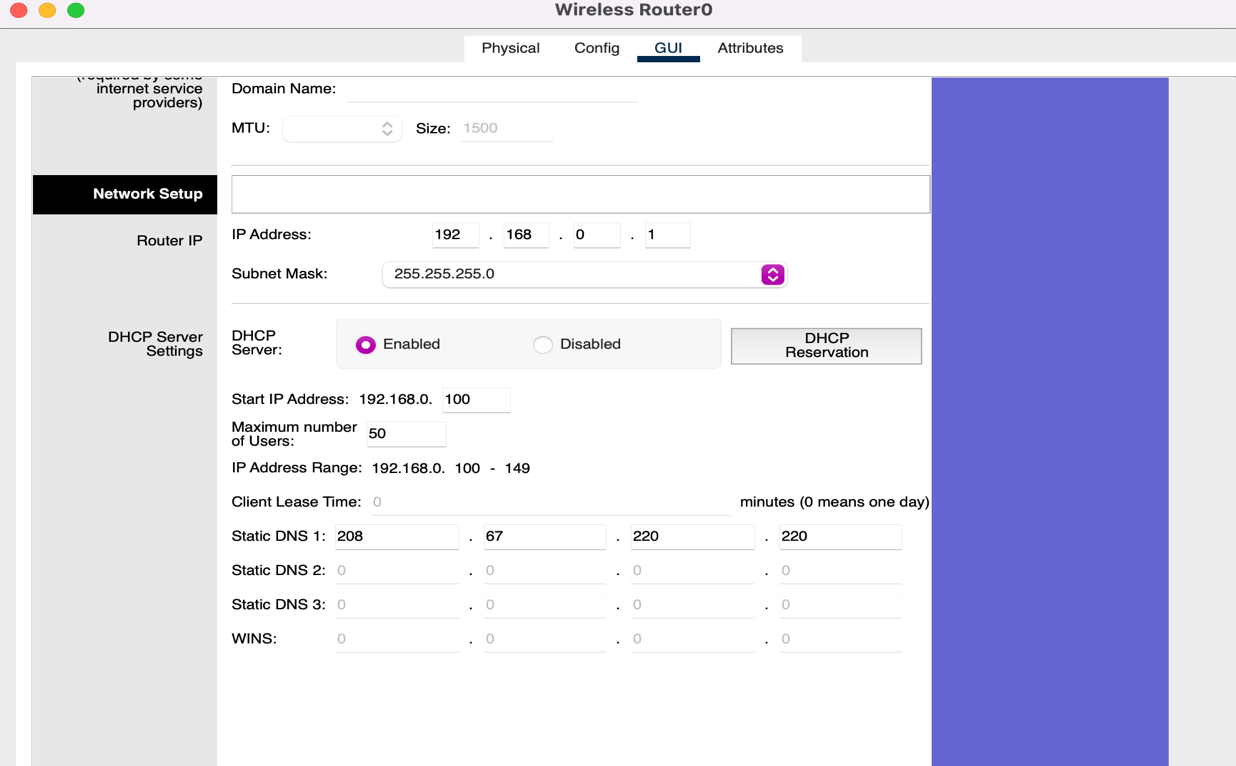 Wireless Router0
Physical Config GUI Attributes
(required by some
internet service
providers)
Domain Name:
MTU: Size: 1500
Network Setup
Router IP
IP Address: 192 . 168 . 0 . 1
Subnet Mask: 255.255.255.0
DHCP Server
Settings
DHCP
Server:
Enabled Disabled
DHCP
Reservation
Start IP Address: 192.168.0. 100
Maximum number
of Users: 50
IP Address Range: 192.168.0. 100 - 149
Client Lease Time: 0 minutes (0 means one day)
Static DNS 1: 208 . 67 . 220 . 220
Static DNS 2: 0 . 0 . 0 . 0
Static DNS 3: 0 . 0 . 0 . 0
WINS: 0 . 0 . 0 . 0